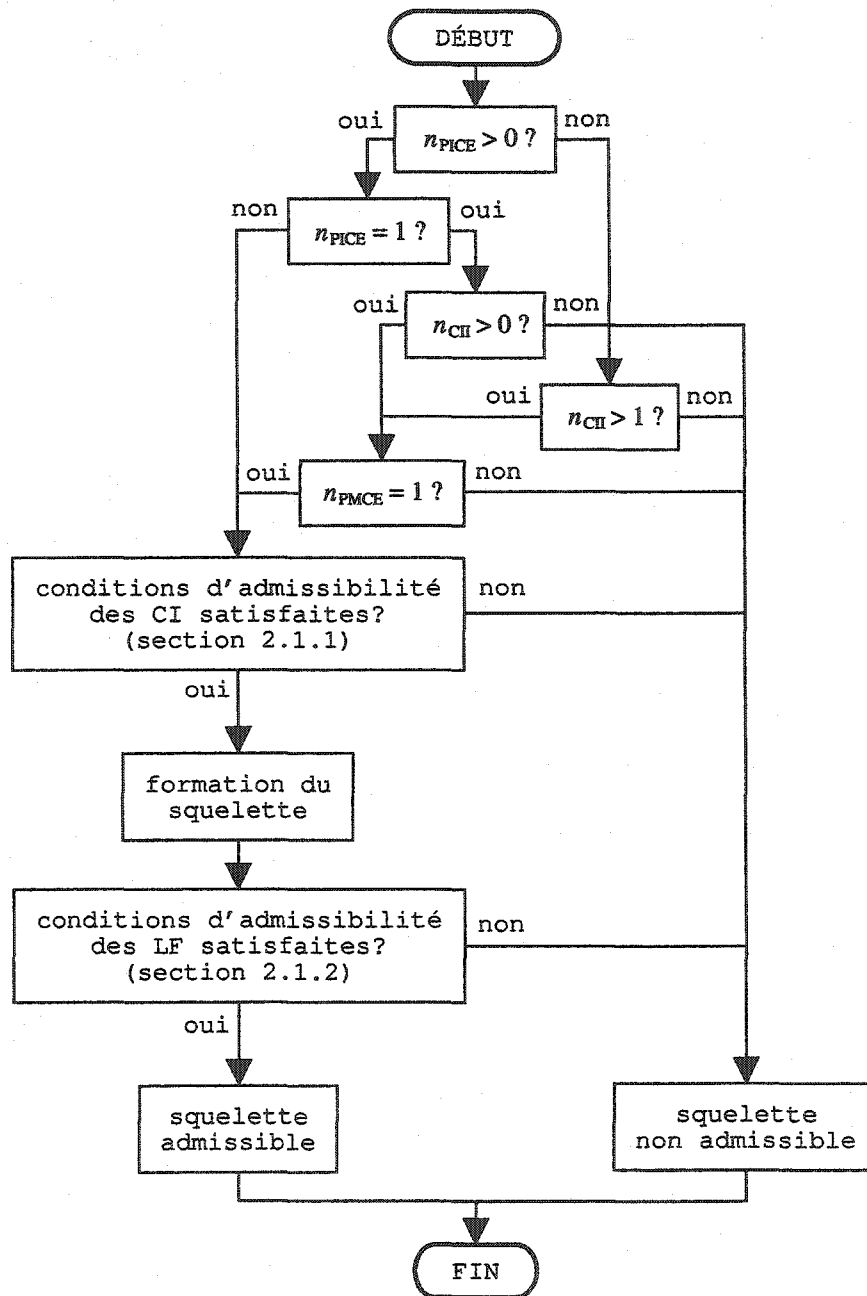 DÉBUT
oui
non
n_PICE > 0 ?
non
oui
n_PICE = 1 ?
oui
non
n_CII > 0 ?
oui
non
n_CII > 1 ?
oui
non
n_PMCE = 1 ?
conditions d'admissibilité
des CI satisfaites?
(section 2.1.1)
non
oui
formation du
squelette
conditions d'admissibilité
des LF satisfaites?
(section 2.1.2)
non
oui
squelette
admissible
squelette
non admissible
FIN